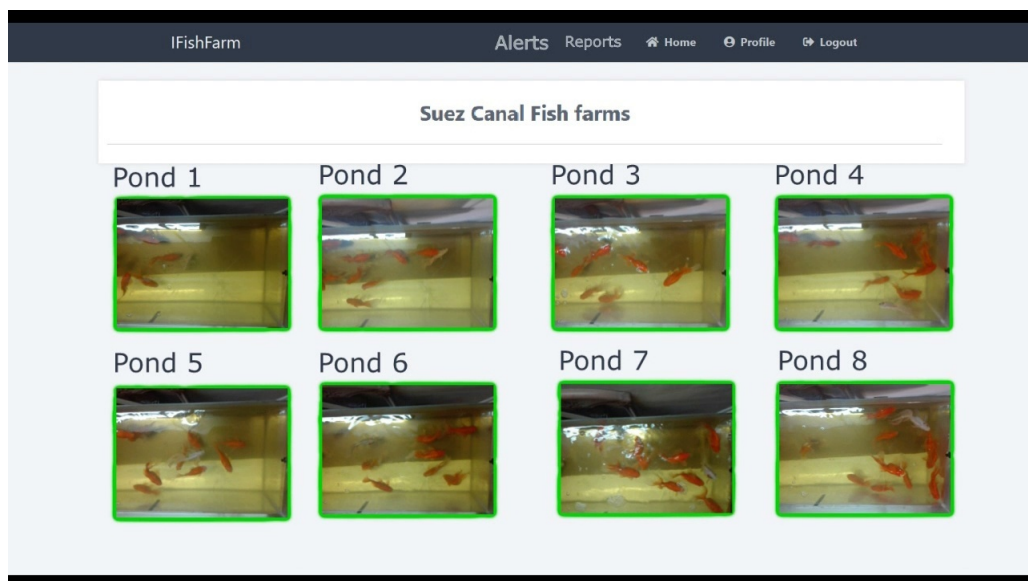 IFishFarm Alerts Reports Home Profile Logout
Suez Canal Fish farms
Pond 1 Pond 2 Pond 3 Pond 4
Pond 5 Pond 6 Pond 7 Pond 8